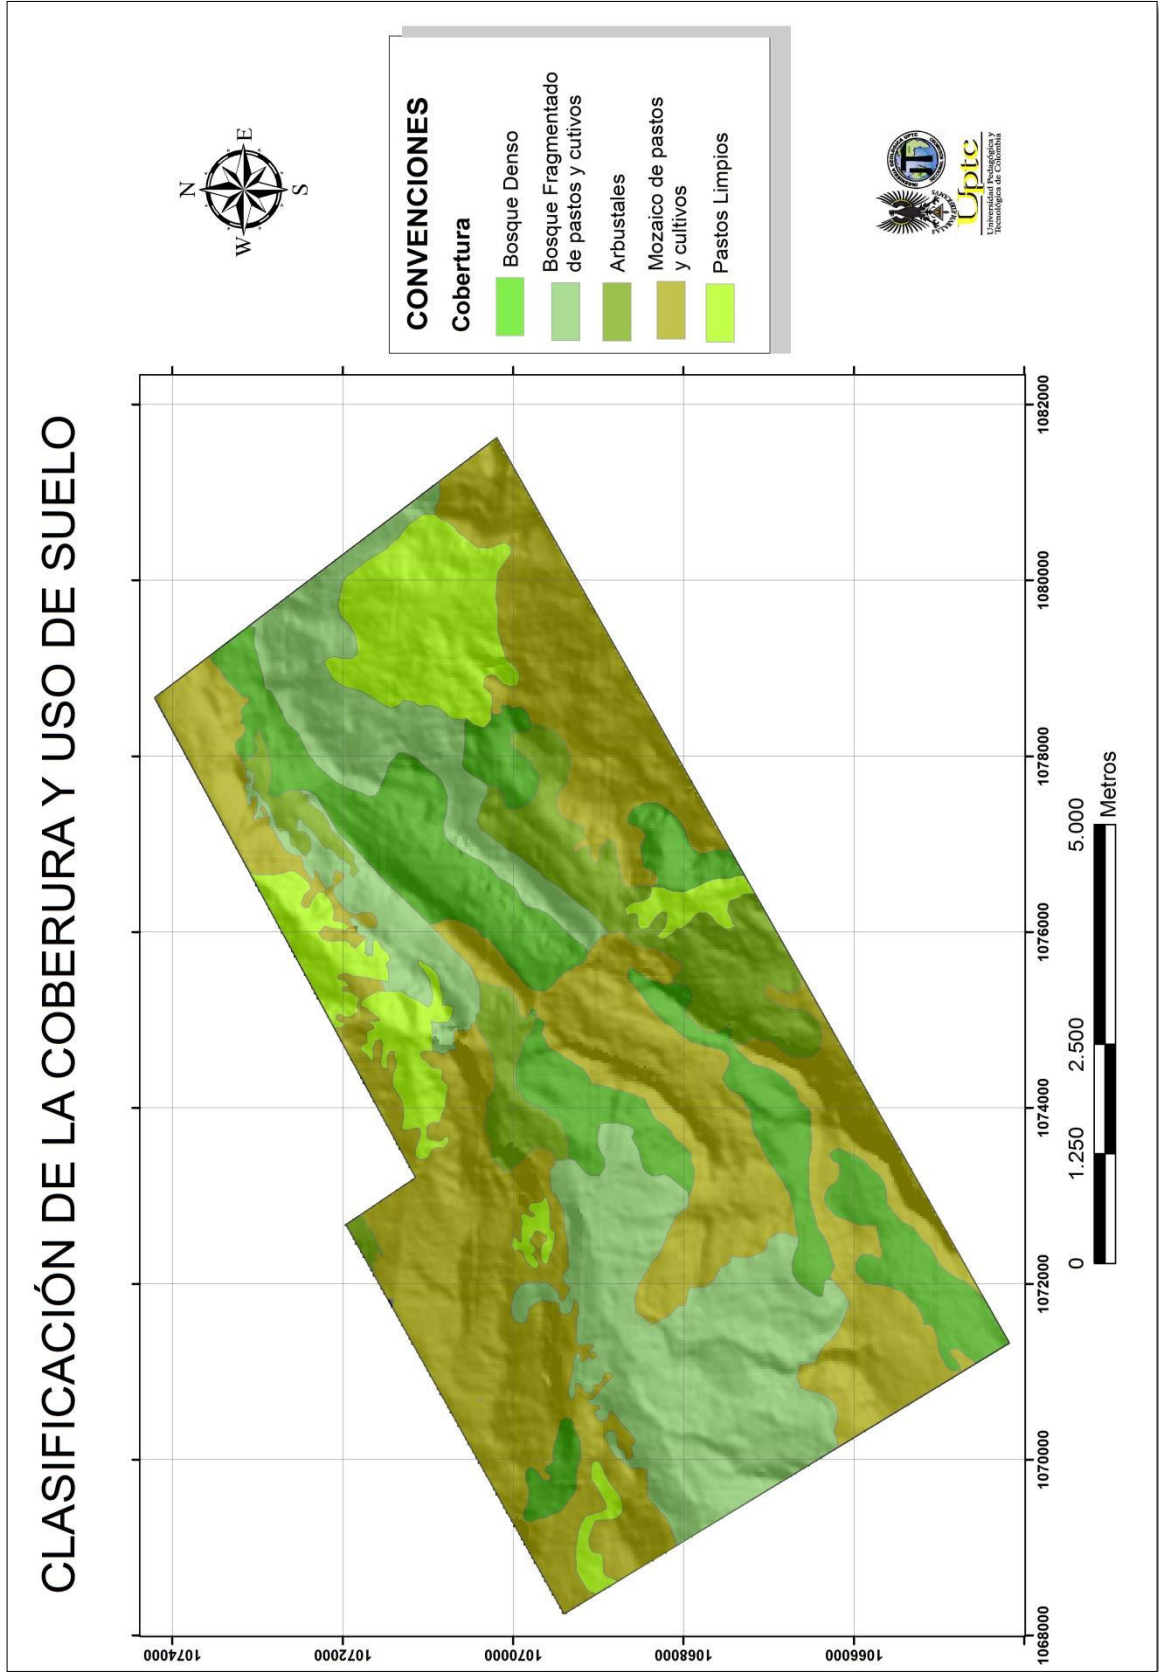 CLASIFICACIÓN DE LA COBERURA Y USO DE SUELO
N
W
E
S
CONVENCIONES
Cobertura
Bosque Denso
Bosque Fragmentado
de pastos y cutivos
Arbustales
Mozaico de pastos
y cultivos
Pastos Limpios
Uptc
Universidad Pedagógica y
Tecnológica de Colombia
1074000
1072000
1070000
1068000
1066000
1068000
1070000
1072000
1074000
1076000
1078000
1080000
1082000
0
1.250
2.500
5.000
Metros